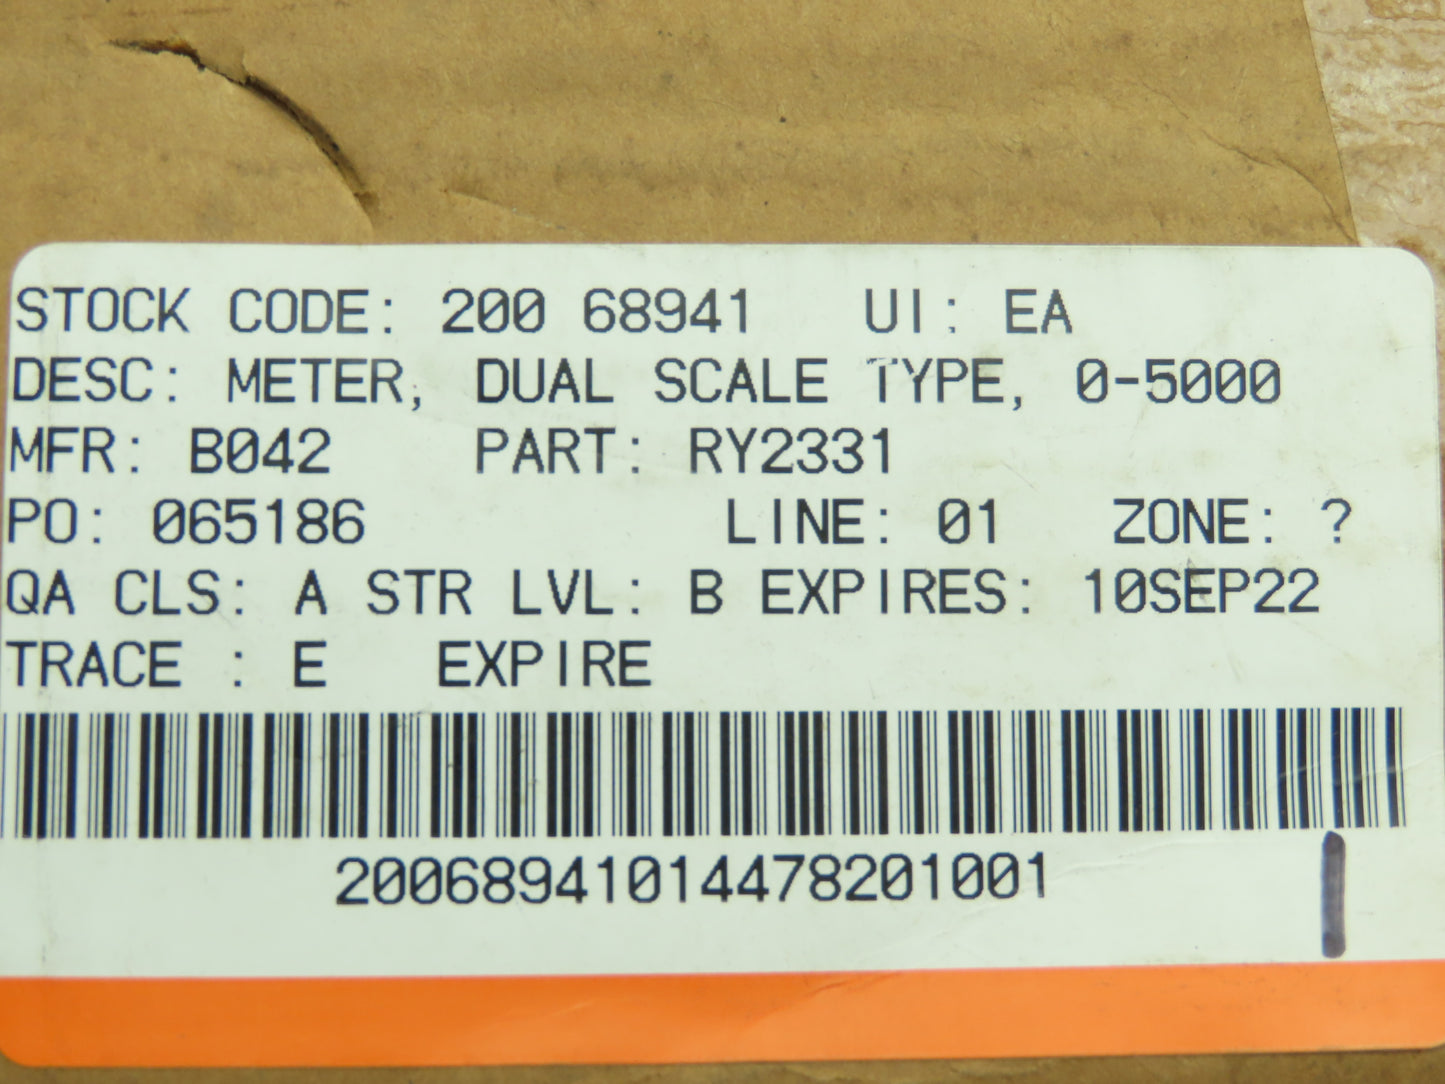 STOCK CODE: 200 68941 UI: EA
DESC: METER, DUAL SCALE TYPE, 0-5000
MFR: B042 PART: RY2331
PO: 065186 LINE: 01 ZONE: ?
QA CLS: A STR LVL: B EXPIRES: 10SEP22
TRACE : E EXPIRE
20068941014478201001